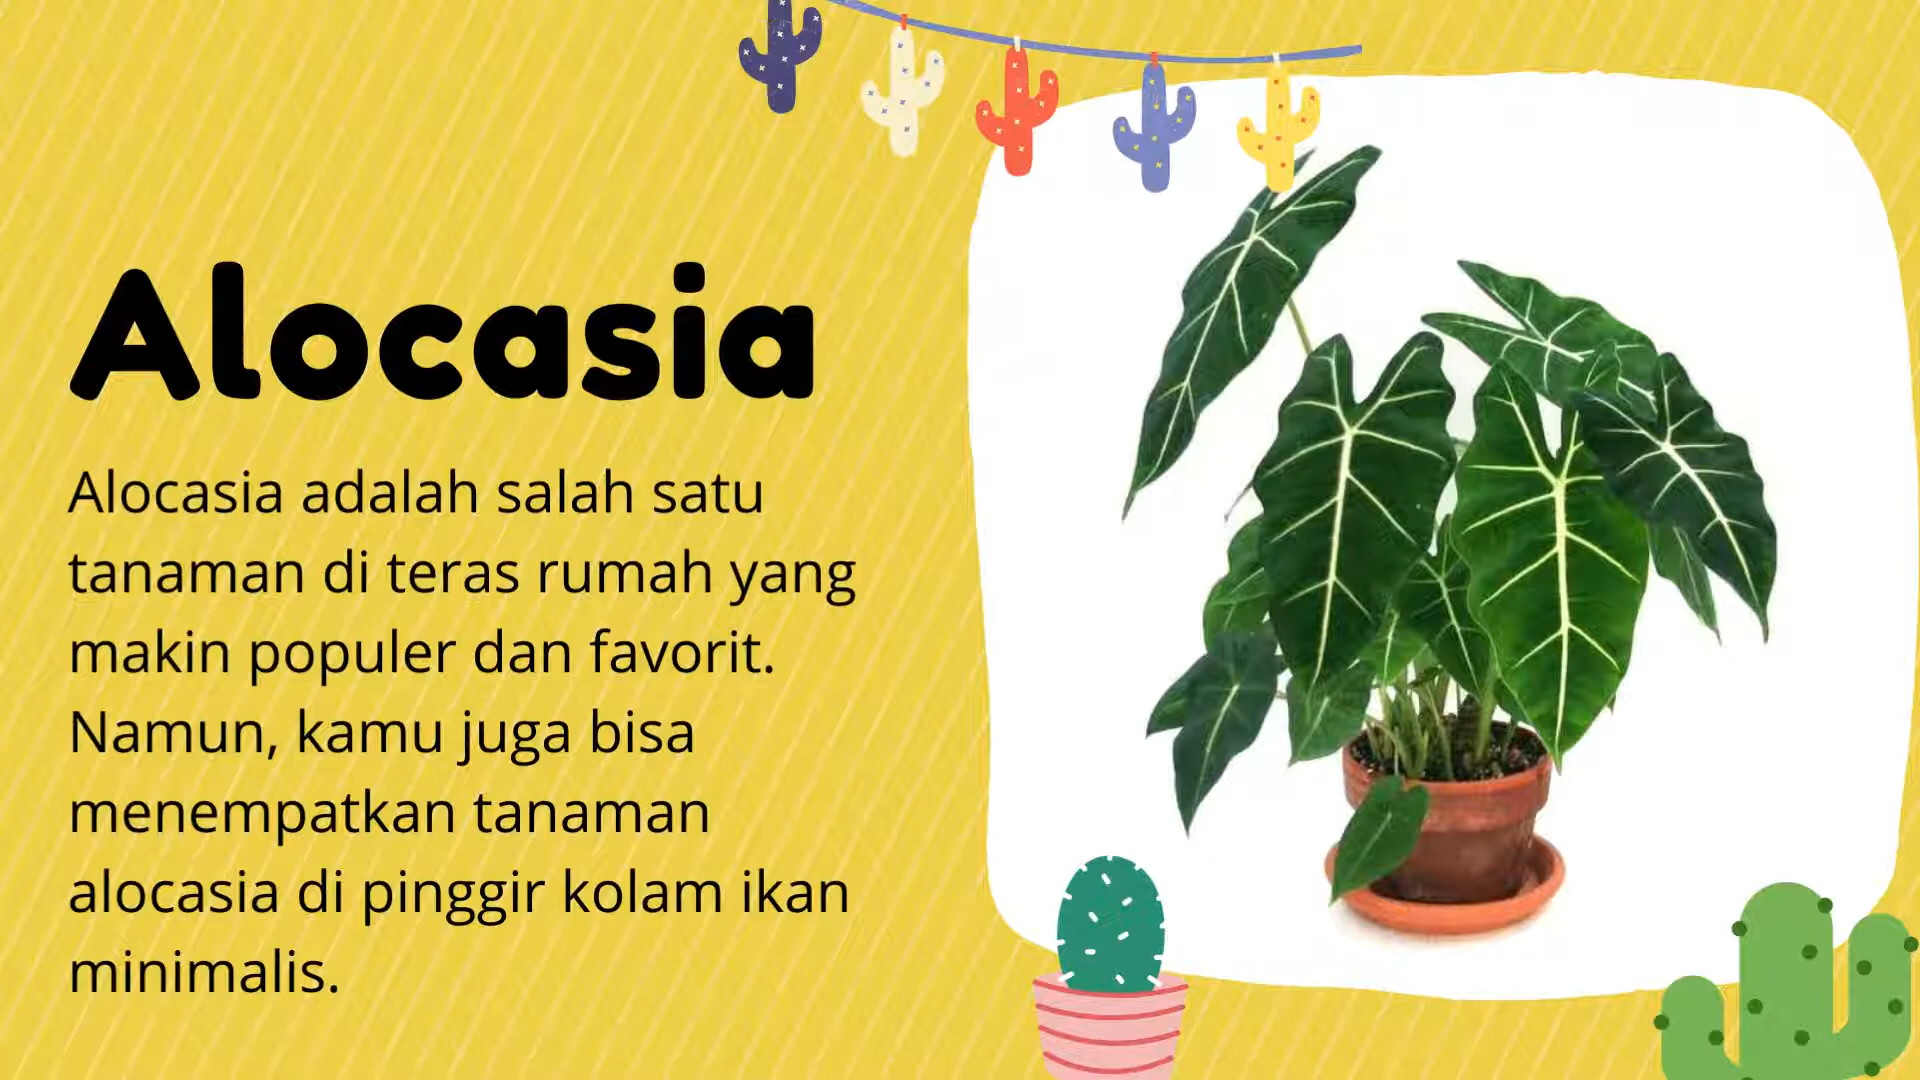 Alocasia
Alocasia adalah salah satu
tanaman di teras rumah yang
makin populer dan favorit.
Namun, kamu juga bisa
menempatkan tanaman
alocasia di pinggir kolam ikan
minimalis.